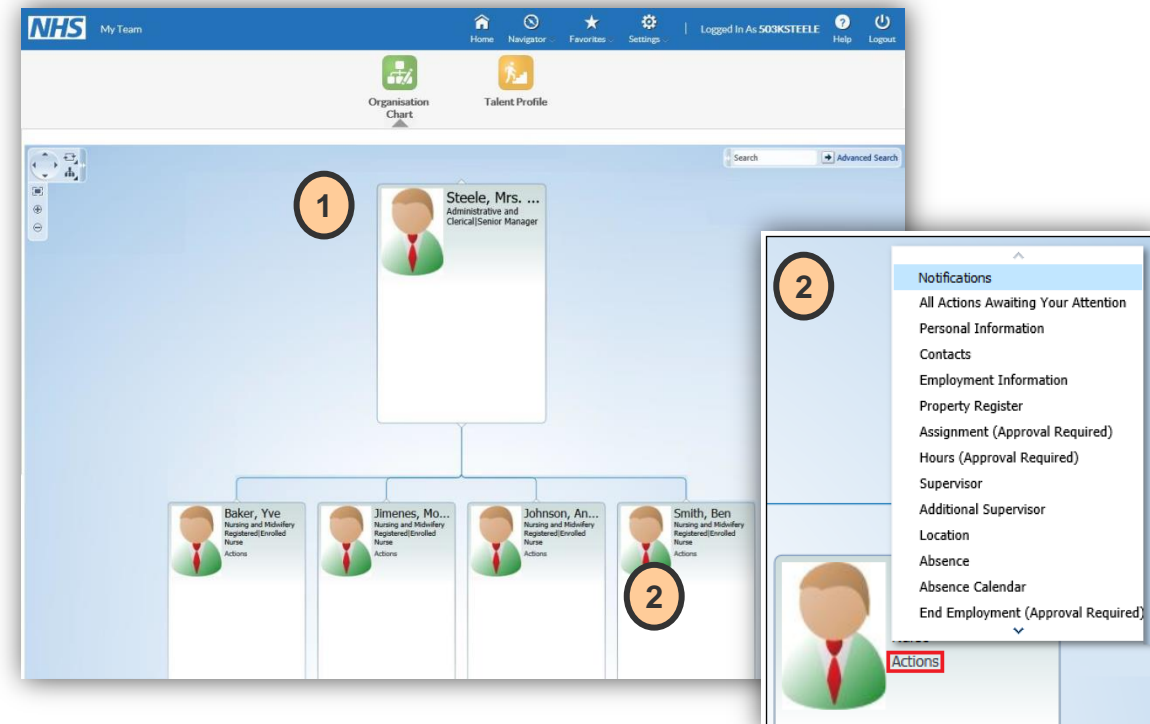 NHS My Team
Home Navigator Favorites Settings | Logged In As 503KSTEELE Help Logout
Organisation
Chart
Talent Profile
Search Advanced Search
1
Steele, Mrs. ...
Administrative and
Clerical|Senior Manager
Baker, Yve
Nursing and Midwifery
Registered|Enrolled
Nurse
Actions
Jimenes, Mo...
Nursing and Midwifery
Registered|Enrolled
Nurse
Actions
Johnson, An...
Nursing and Midwifery
Registered|Enrolled
Nurse
Actions
Smith, Ben
Nursing and Midwifery
Registered|Enrolled
Nurse
Actions
2
2
Notifications
All Actions Awaiting Your Attention
Personal Information
Contacts
Employment Information
Property Register
Assignment (Approval Required)
Hours (Approval Required)
Supervisor
Additional Supervisor
Location
Absence
Absence Calendar
End Employment (Approval Required)
Actions